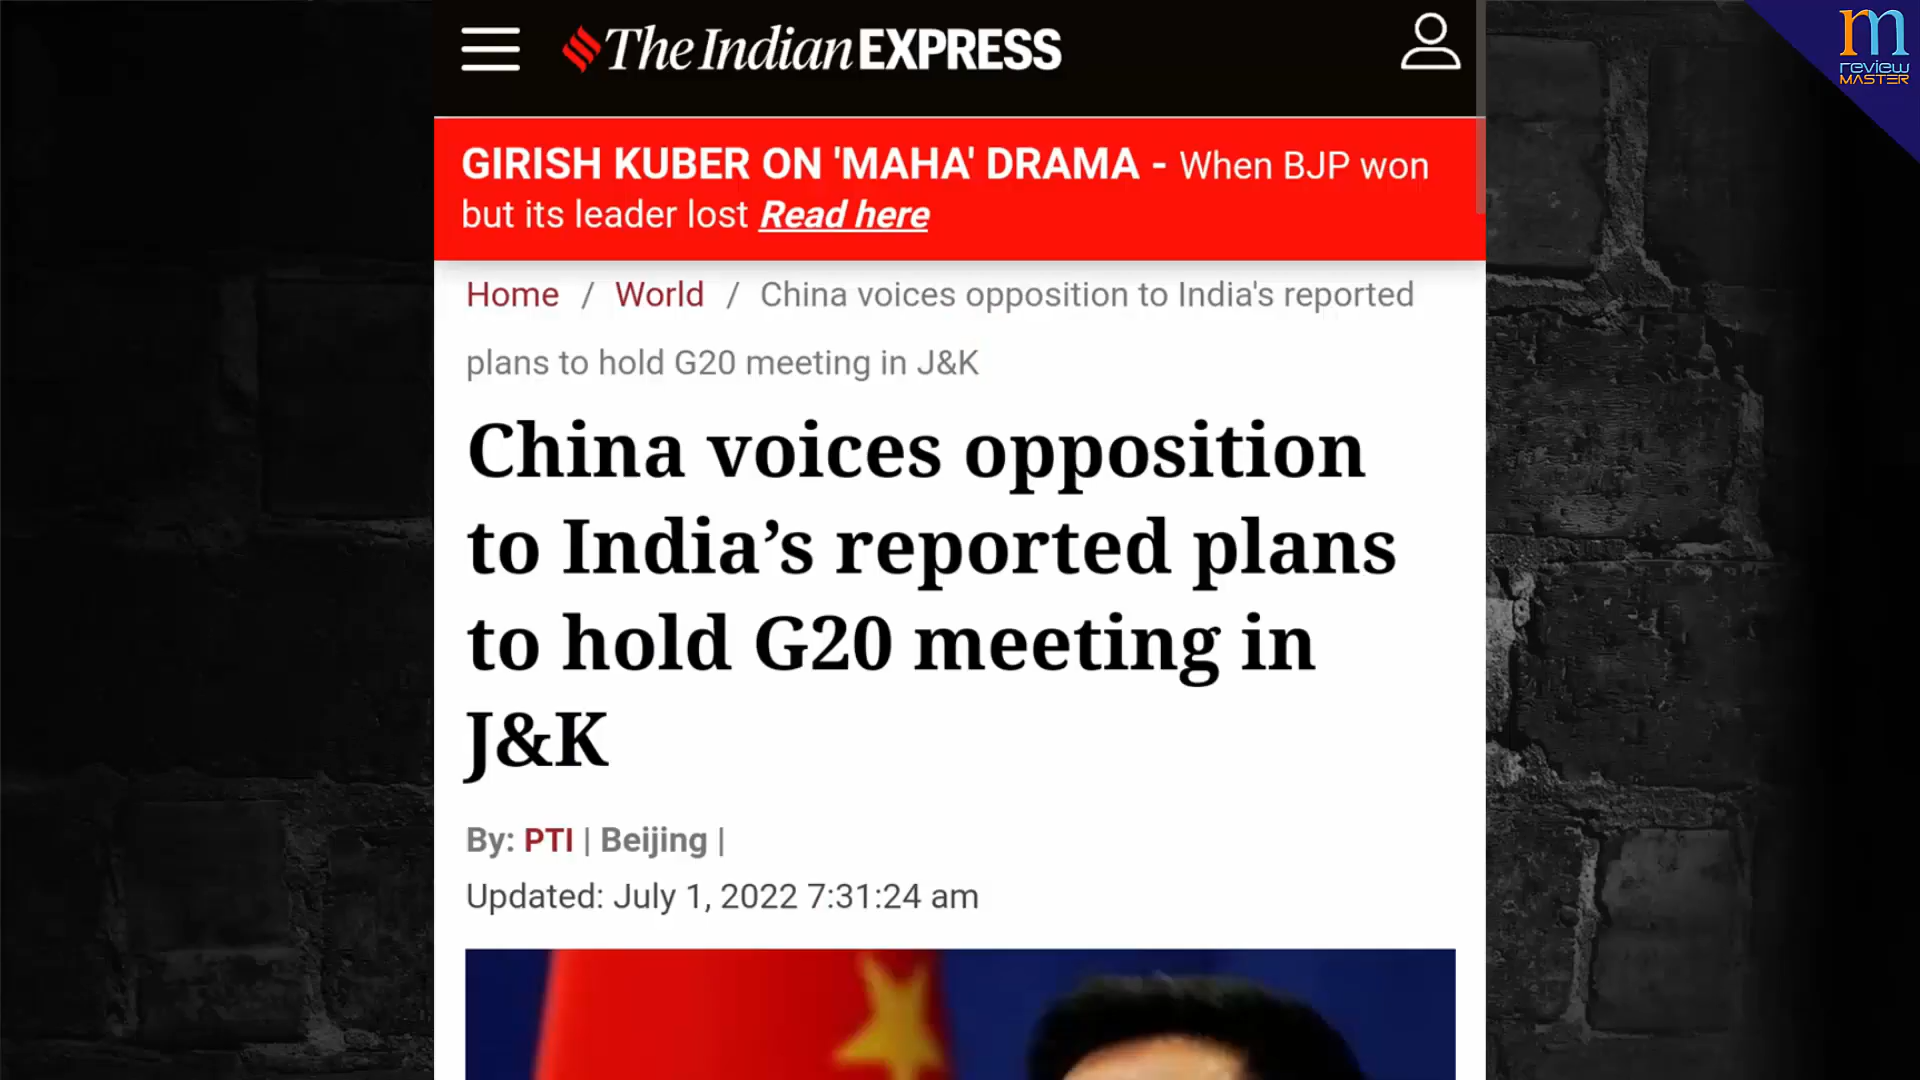 The Indian EXPRESS
m
review
MASTER
GIRISH KUBER ON 'MAHA' DRAMA - When BJP won
but its leader lost Read here
Home / World / China voices opposition to India's reported
plans to hold G20 meeting in J&K
China voices opposition
to India’s reported plans
to hold G20 meeting in
J&K
By: PTI | Beijing |
Updated: July 1, 2022 7:31:24 am